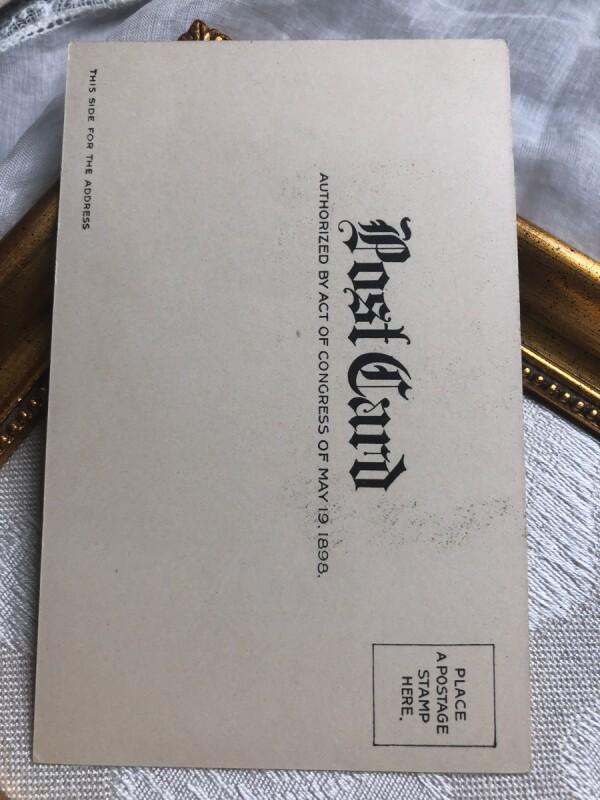 Post Card
AUTHORIZED BY ACT OF CONGRESS OF MAY 19, 1898.
PLACE
A POSTAGE
STAMP
HERE.
THIS SIDE FOR THE ADDRESS